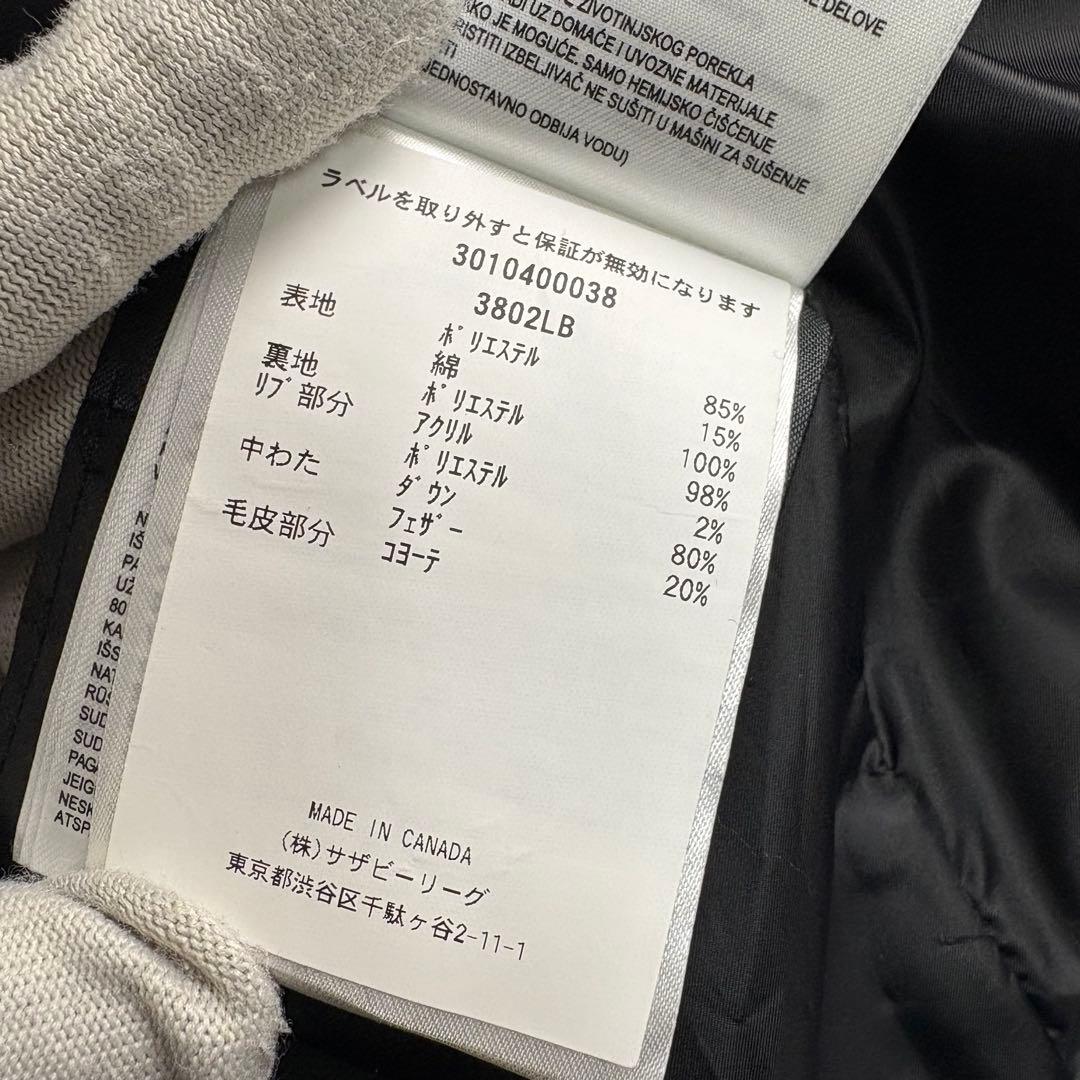 DELOVE
ŽIVOTINJSKOG POREKLA
UZ DOMAĆE I UVOZNE MATERIJALE
JE MOGUĆE. SAMO HEMIJSKO ČIŠĆENJE
IZBELJIVAČ NE SUŠITI U MAŠINI ZA SUŠENJE
JEDNOSTAVNO ODBIJA VODU)
ラベルを取り外すと保証が無効になります
3010400038
3802LB
表地 ﾎﾟﾘｴｽﾃﾙ 85%
綿 15%
裏地 ﾎﾟﾘｴｽﾃﾙ 100%
ﾘﾌﾞ部分 ｱｸﾘﾙ 98%
ﾎﾟﾘｴｽﾃﾙ 2%
中わた ﾀﾞｳﾝ 80%
ﾌｪｻﾞｰ 20%
毛皮部分 ｺﾖｰﾃ
MADE IN CANADA
(株)サザビーリーグ
東京都渋谷区千駄ヶ谷2-11-1
80